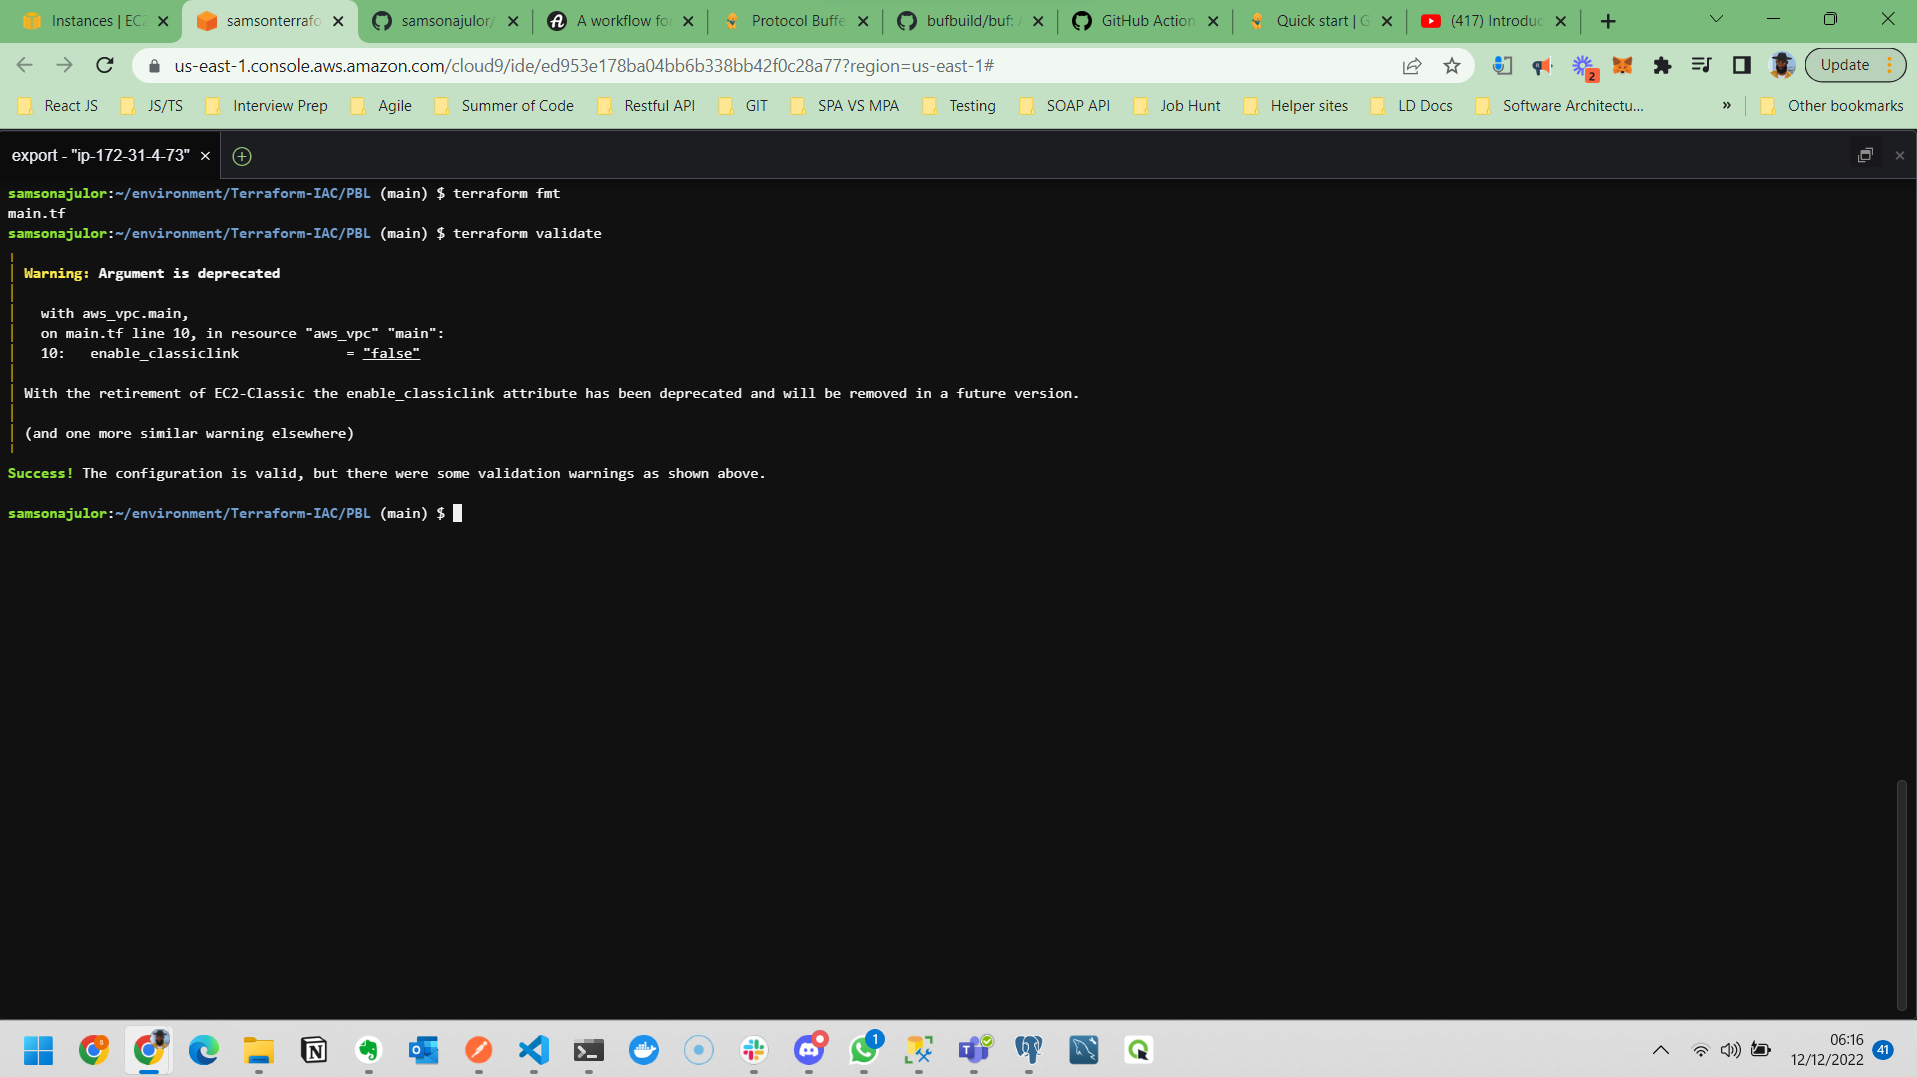 Instances | EC2
samsonterrafo
samsonajulor/
A workflow fo
Protocol Buffe
bufbuild/buf: A
GitHub Action
Quick start | G
(417) Introduc
us-east-1.console.aws.amazon.com/cloud9/ide/ed953e178ba04bb6b338bb42f0c28a77?region=us-east-1#
2
Update
React JS
JS/TS
Interview Prep
Agile
Summer of Code
Restful API
GIT
SPA VS MPA
Testing
SOAP API
Job Hunt
Helper sites
LD Docs
Software Architectu...
»
Other bookmarks
export - "ip-172-31-4-73"
samsonajulor:~/environment/Terraform-IAC/PBL (main) $ terraform fmt
main.tf
samsonajulor:~/environment/Terraform-IAC/PBL (main) $ terraform validate
Warning: Argument is deprecated
with aws_vpc.main,
on main.tf line 10, in resource "aws_vpc" "main":
10: enable_classiclink = "false"
With the retirement of EC2-Classic the enable_classiclink attribute has been deprecated and will be removed in a future version.
(and one more similar warning elsewhere)
Success! The configuration is valid, but there were some validation warnings as shown above.
samsonajulor:~/environment/Terraform-IAC/PBL (main) $
1
06:16
12/12/2022
41